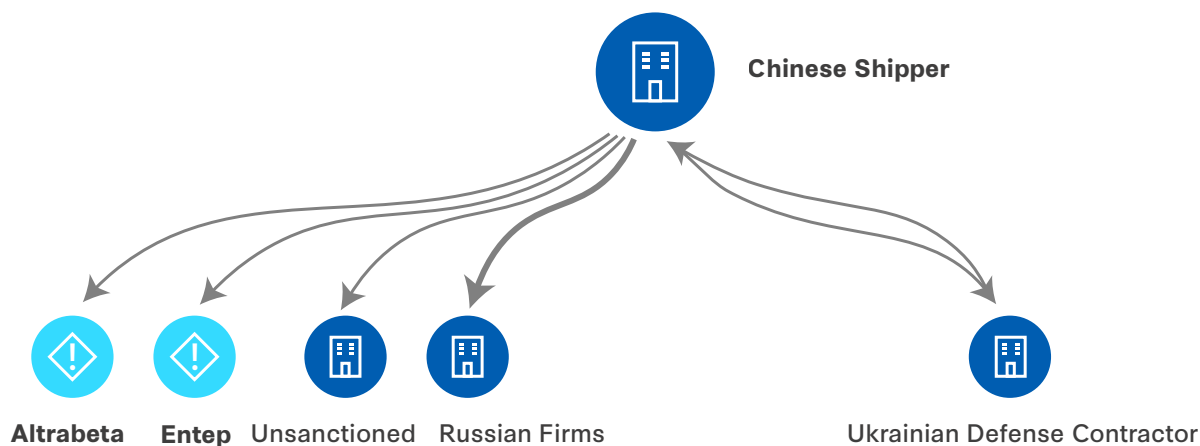 Chinese Shipper
Altrabeta
Entep
Unsanctioned
Russian Firms
Ukrainian Defense Contractor